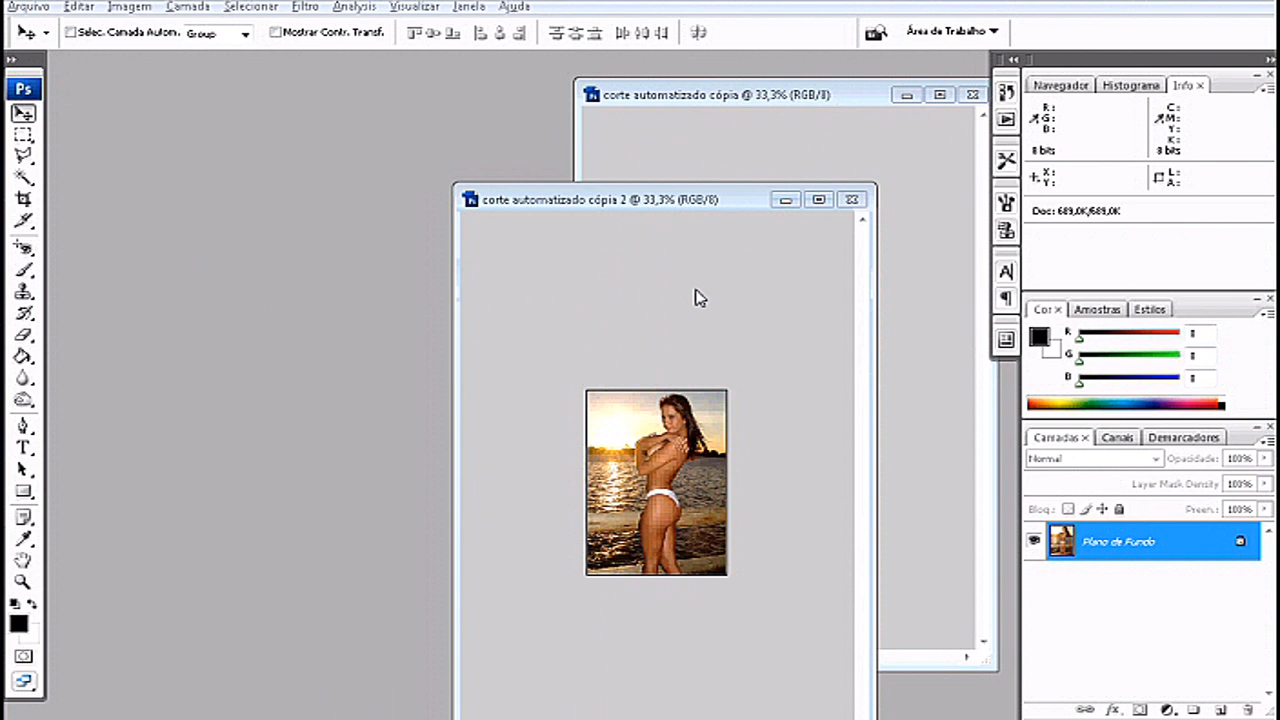 Arquivo Editar Imagem Camada Selecionar Filtro Analysis Visualizar Janela Ajuda
Selec. Camada Autom. Group Mostrar Contr. Transf. Área de Trabalho
Ps
corte automatizado cópia @ 33,3% (RGB/8)
corte automatizado cópia 2 @ 33,3% (RGB/8)
Navegador Histograma Info
R: C:
G: M:
B: Y:
K:
8 bits 8 bits
X: L:
Y: A:
Doc: 689,0K/689,0K
Cor Amostras Estilos
R
G
B
Camadas Canais Demarcadores
Normal Opacidade: 100%
Layer Mask Density 100%
Bloq.: Preen.: 100%
Plano de Fundo